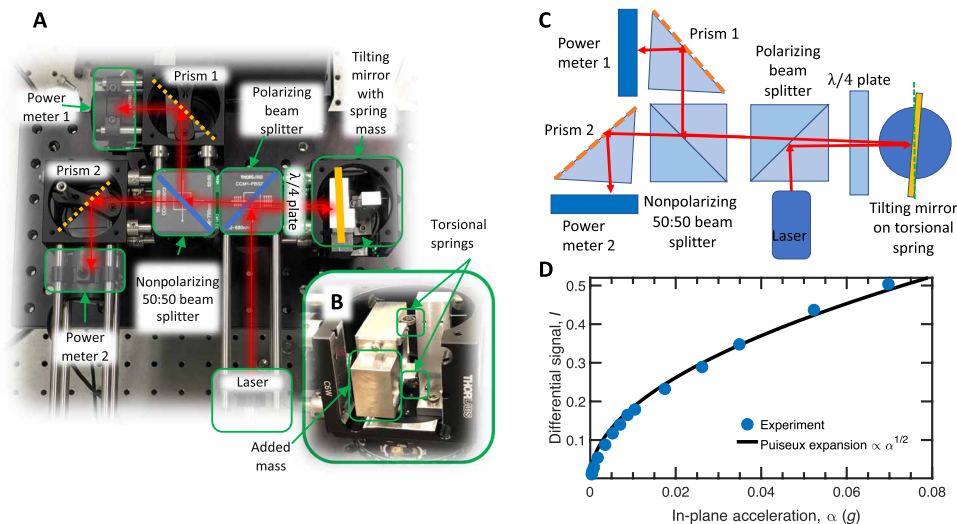 A
Tilting
mirror
with
spring
mass
Prism 1
Polarizing
beam
splitter
Power
meter 1
Prism 2
λ/4 plate
THORLABS
Torsional
springs
Nonpolarizing
50:50 beam
splitter
B
Power
meter 2
Laser
THORLABS
Added
mass
C
Power
meter 1
Prism 1
Polarizing
beam
splitter
λ/4 plate
Prism 2
Nonpolarizing
50:50 beam
splitter
Power
meter 2
Laser
Tilting mirror
on torsional
spring
D
Differential signal, I
0.5
0.4
0.3
0.2
0.1
Experiment
Puiseux expansion ∝ α1/2
0
0.02
0.04
0.06
0.08
In-plane acceleration, α (g)